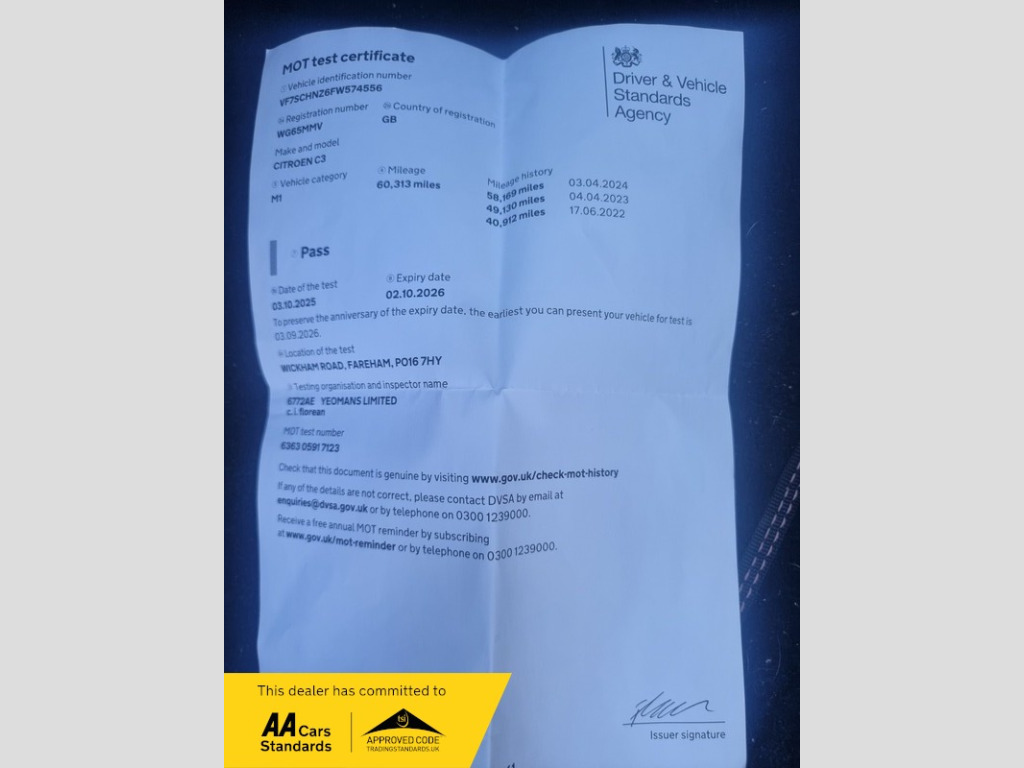 MOT test certificate
Driver & Vehicle
Standards
Agency
Vehicle identification number
VF7SCHNZ6FW574556
Registration number
Country of registration
WG65MMV
GB
Make and model
CITROEN C3
Vehicle category
Mileage
Mileage history
M1
60,313 miles
58,169 miles 03.04.2024
49,130 miles 04.04.2023
40,912 miles 17.06.2022
Pass
Date of the test
Expiry date
03.10.2025
02.10.2026
To preserve the anniversary of the expiry date, the earliest you can present your vehicle for test is
03.09.2026.
Location of the test
WICKHAM ROAD, FAREHAM, PO16 7HY
Testing organisation and inspector name
6772AE YEOMANS LIMITED
c. i. florean
MOT test number
6363 0591 7123
Check that this document is genuine by visiting www.gov.uk/check-mot-history
If any of the details are not correct, please contact DVSA by email at
enquiries@dvsa.gov.uk or by telephone on 0300 1239000.
Receive a free annual MOT reminder by subscribing
at www.gov.uk/mot-reminder or by telephone on 0300 1239000.
Issuer signature
This dealer has committed to
AA Cars
Standards
tsi
APPROVED CODE
TRADINGSTANDARDS.UK